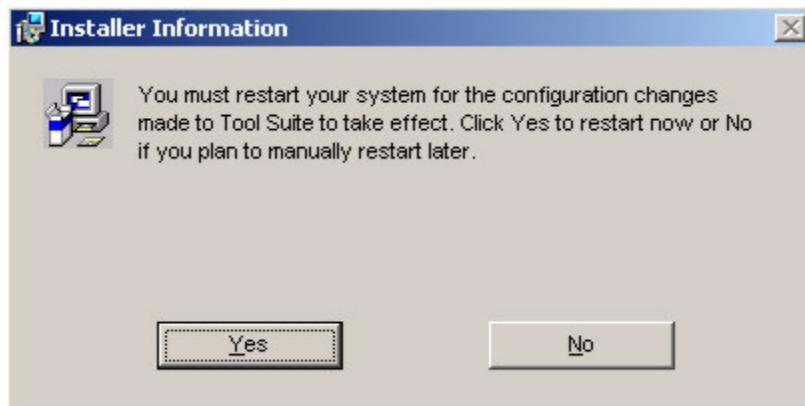 Installer Information
You must restart your system for the configuration changes
made to Tool Suite to take effect. Click Yes to restart now or No
if you plan to manually restart later.
Yes
No